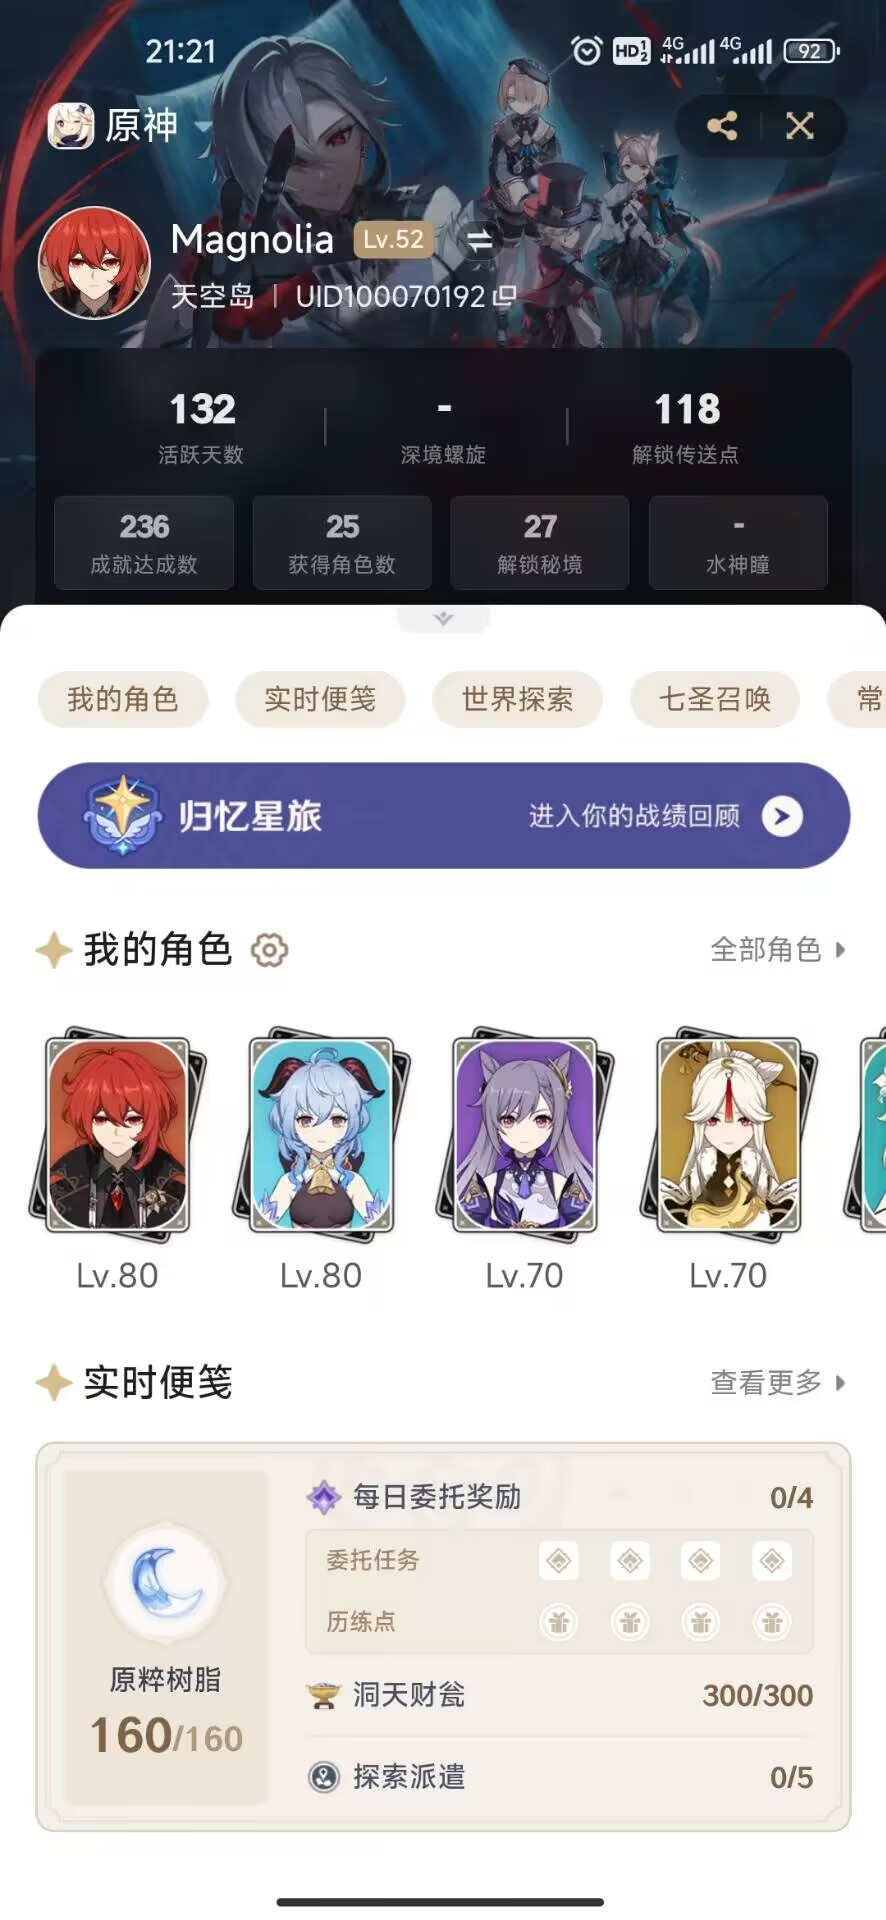 21:21
HD 1 2 4G 4G 92
原神
Magnolia Lv.52
天空岛 | UID100070192
132 - 118
活跃天数 深境螺旋 解锁传送点
236 25 27 -
成就达成数 获得角色数 解锁秘境 水神瞳
我的角色 实时便笺 世界探索 七圣召唤 常
归忆星旅 进入你的战绩回顾
我的角色 全部角色
Lv.80 Lv.80 Lv.70 Lv.70
实时便笺 查看更多
每日委托奖励 0/4
委托任务
历练点
原粹树脂
160/160
洞天财瓮 300/300
探索派遣 0/5